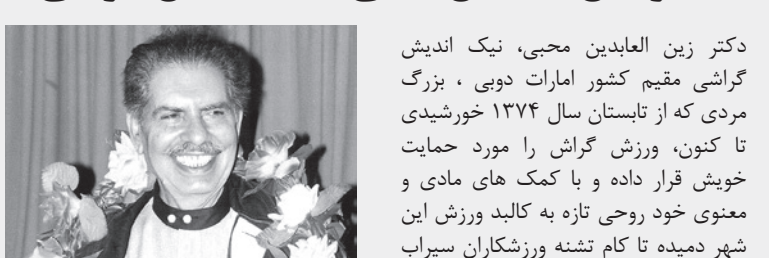 دکتر زین العابدین محبی، نیک اندیش
گراشی مقیم کشور امارات دوبی ، بزرگ
مردی که از تابستان سال ۱۳۷۴ خورشیدی
تا کنون، ورزش گراش را مورد حمایت
خویش قرار داده و با کمک های مادی و
معنوی خود روحی تازه به کالبد ورزش این
شهر دمیده تا کام تشنه ورزشکاران سیراب